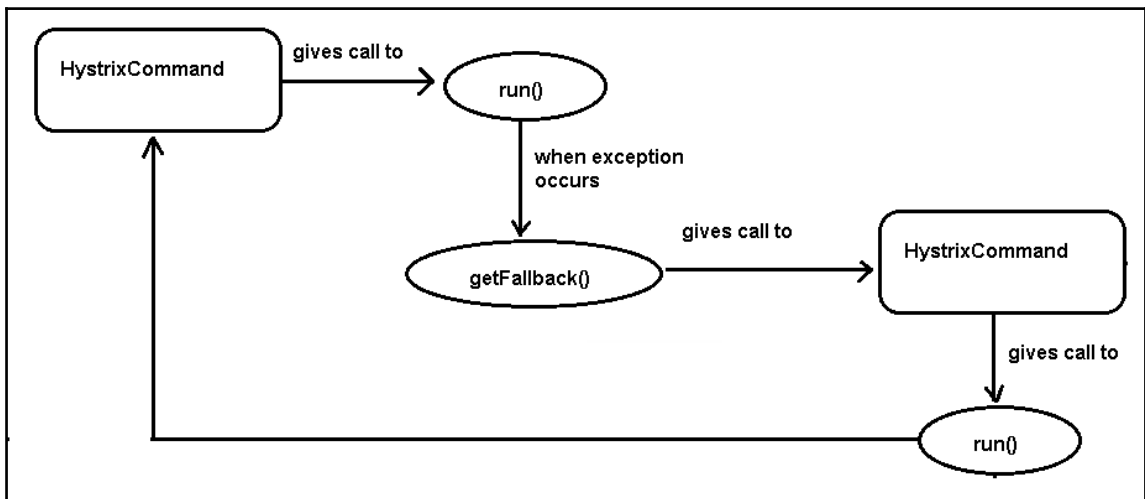 HystrixCommand
gives call to
run()
when exception
occurs
getFallback()
gives call to
HystrixCommand
gives call to
run()